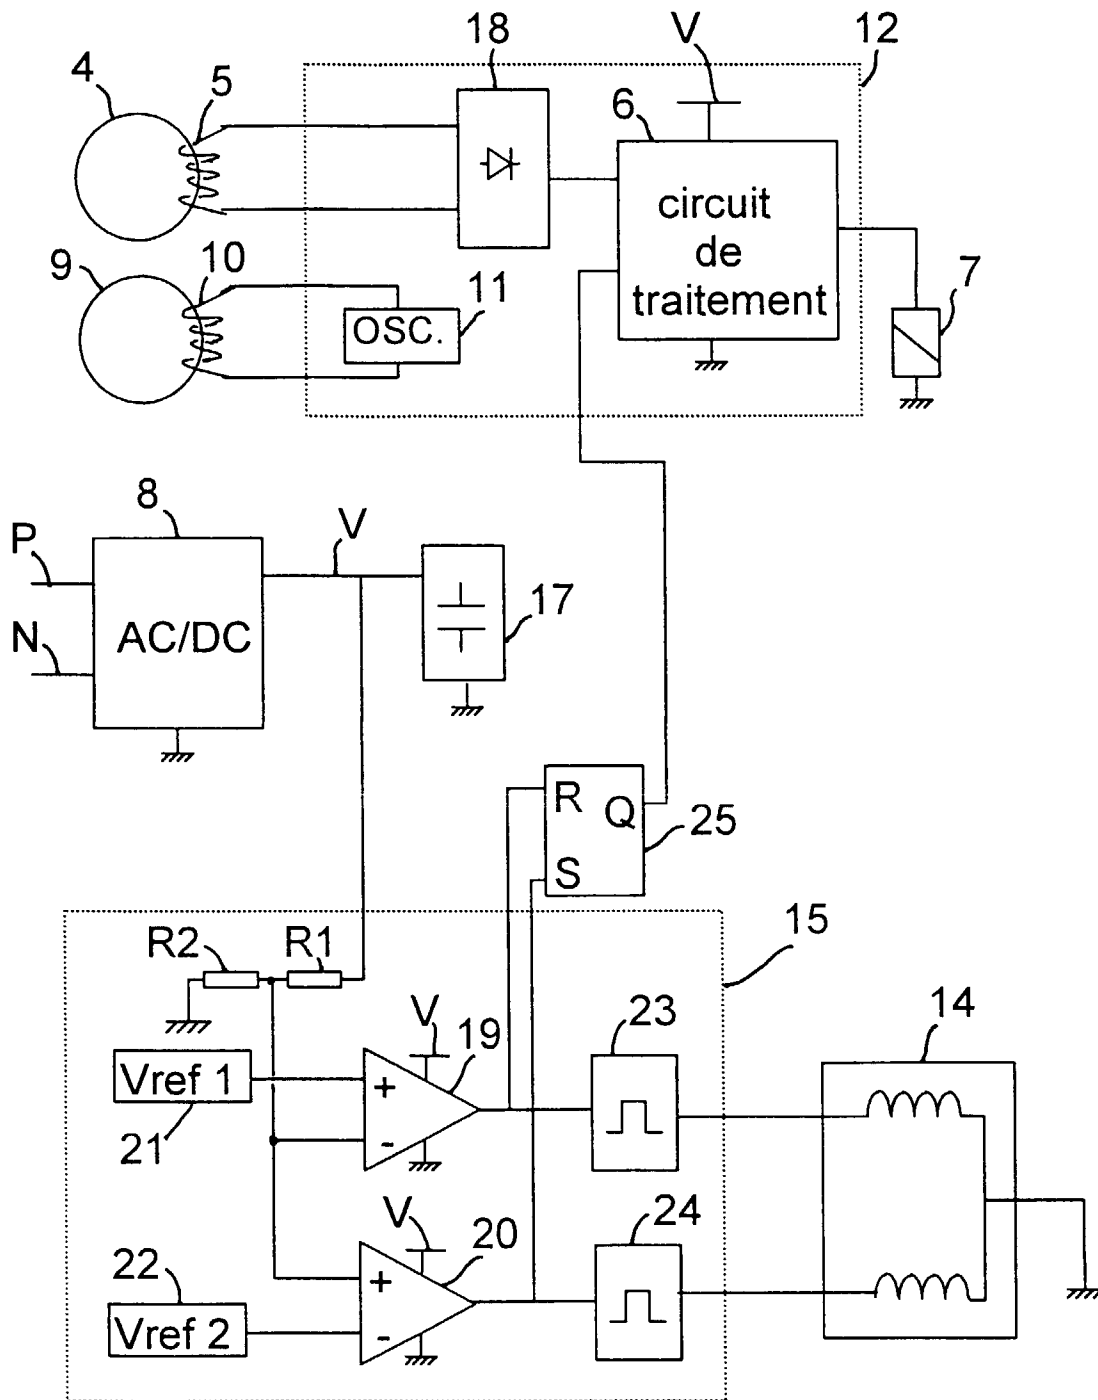 18
V
12
4
5
6
circuit
de
traitement
9
10
11
OSC.
7
8
P
V
N
AC/DC
17
R
Q
S
25
15
R2
R1
V
19
23
14
Vref 1
+
-
21
V
20
24
22
+
-
Vref 2